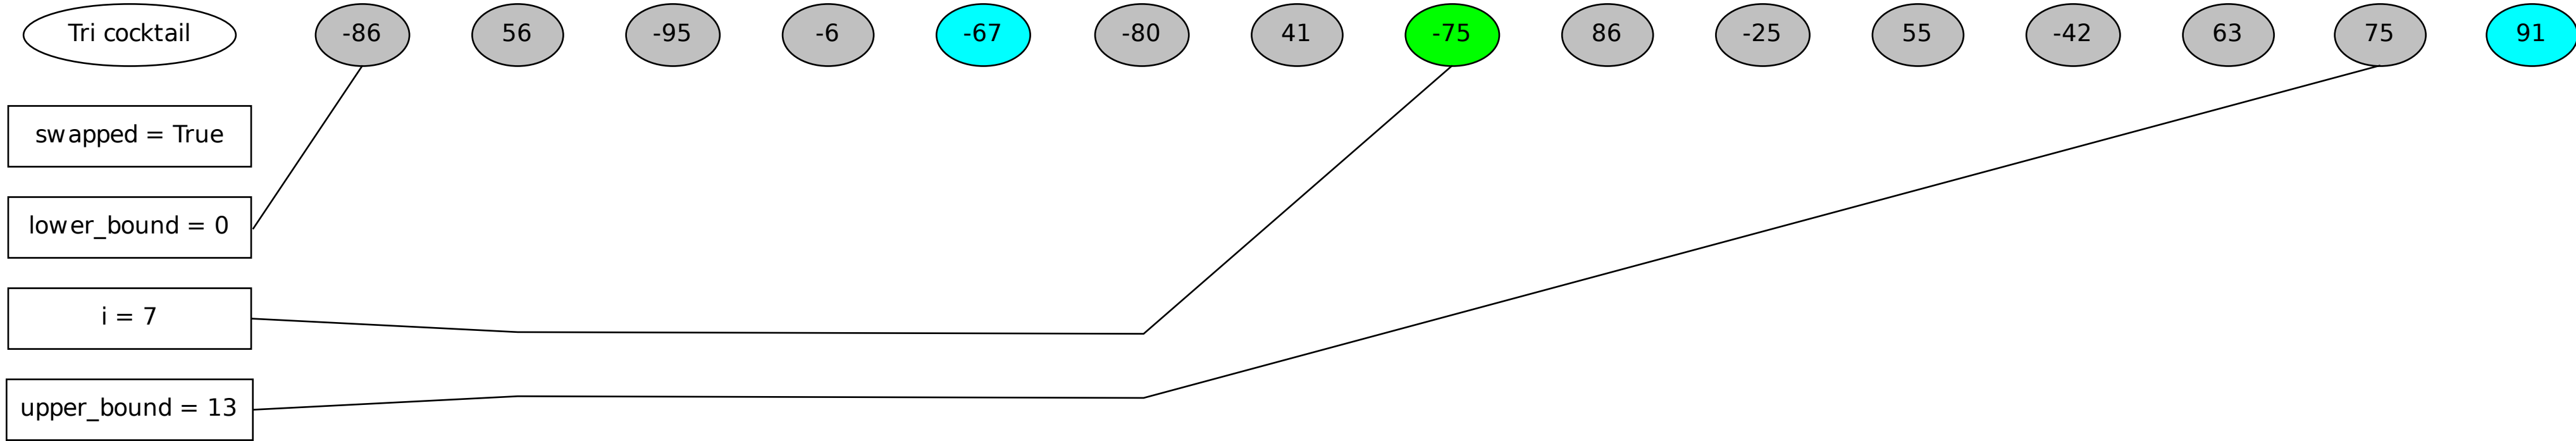 Tri cocktail -86 56 -95 -6 -67 -80 41 -75 86 -25 55 -42 63 75 91
swapped = True
lower_bound = 0
i = 7
upper_bound = 13